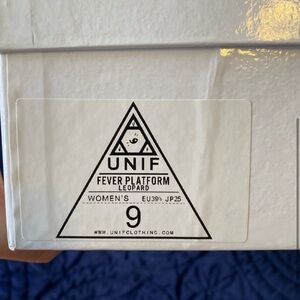 UNIF
FEVER PLATFORM
LEOPARD
WOMEN'S EU39½ JP25
9
WWW.UNIFCLOTHING.COM